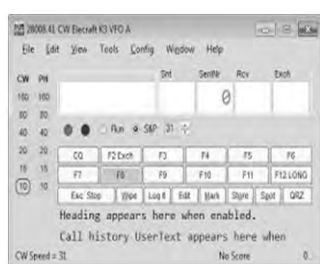 28008.41 CW Elecraft K3 VFO A
File Edit View Tools Config Window Help
CW PH Snt SentNr Rcv Exch
160 160 0
80 80
40 40 Run S&P 31
20 20 CQ F2 Exch F3 F4 F5 F6
15 15 F7 F8 F9 F10 F11 F12 LONG
10 10 Esc: Stop Wipe Log it Edit Mark Store Spot QRZ
Heading appears here when enabled.
Call history UserText appears here when
CW Speed = 31 No Score 0